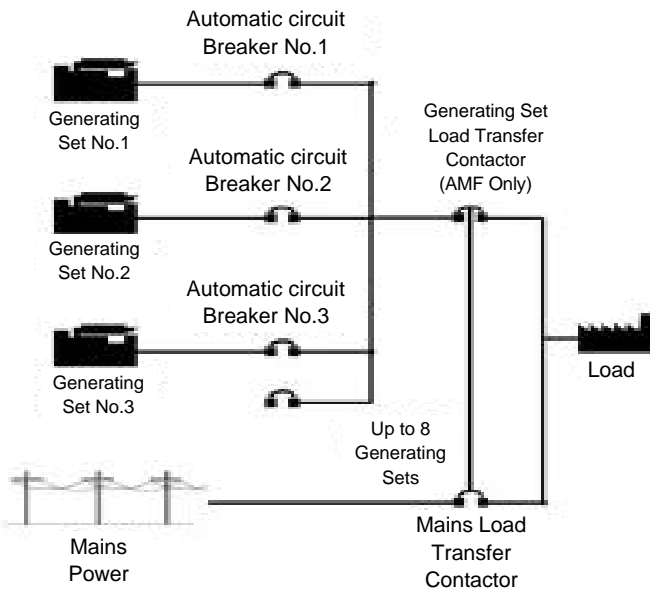 Automatic circuit
Breaker No.1
Generating
Set No.1
Generating Set
Load Transfer
Contactor
(AMF Only)
Automatic circuit
Breaker No.2
Generating
Set No.2
Automatic circuit
Breaker No.3
Generating
Set No.3
Load
Up to 8
Generating
Sets
Mains
Power
Mains Load
Transfer
Contactor